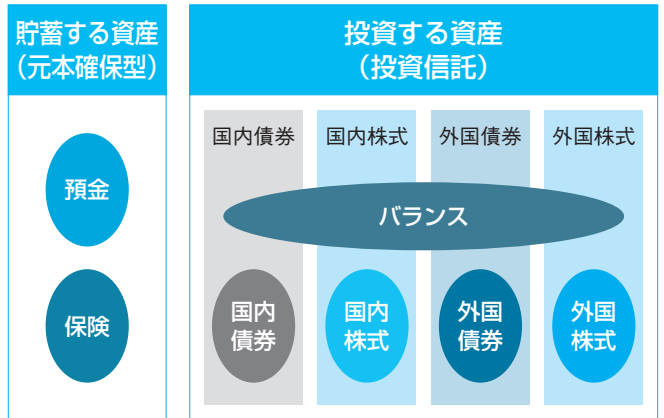 貯蓄する資産
（元本確保型）
預金
保険
投資する資産
（投資信託）
国内債券
国内株式
外国債券
外国株式
バランス
国内
債券
国内
株式
外国
債券
外国
株式